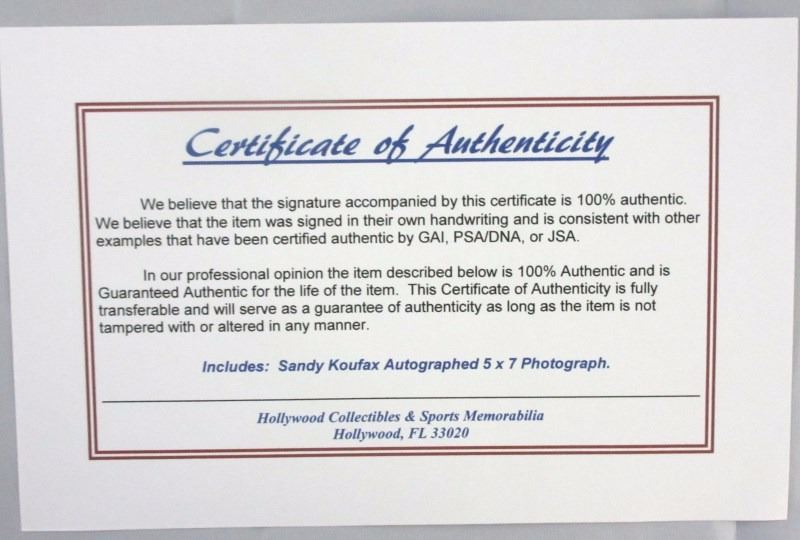 Certificate of Authenticity
We believe that the signature accompanied by this certificate is 100% authentic.
We believe that the item was signed in their own handwriting and is consistent with other
examples that have been certified authentic by GAI, PSA/DNA, or JSA.
In our professional opinion the item described below is 100% Authentic and is
Guaranteed Authentic for the life of the item. This Certificate of Authenticity is fully
transferable and will serve as a guarantee of authenticity as long as the item is not
tampered with or altered in any manner.
Includes: Sandy Koufax Autographed 5 x 7 Photograph.
Hollywood Collectibles & Sports Memorabilia
Hollywood, FL 33020